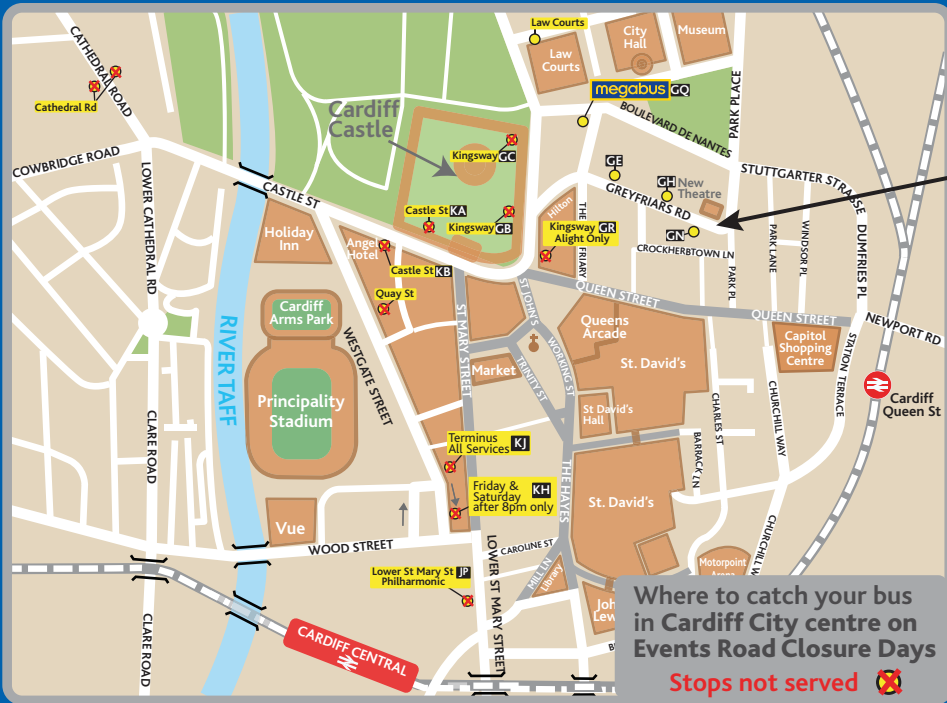 Law Courts
City
Hall
Museum
Law
Courts
CATHEDRAL ROAD
Cathedral Rd
megabus GQ
BOULEVARD DE NANTES
PARK PLACE
Cardiff
Castle
Kingsway GC
COWBRIDGE ROAD
LOWER CATHEDRAL RD
CASTLE ST
GE
GH
New
Theatre
GREYFRIARS RD
STUTTGARTER STRASSE
DUMFRIES PL
Castle St KA
Kingsway GB
Hilton
THE FRIARY
Kingsway GR
Alight Only
GN
CROCKHERBTOWN LN
PARK PL
PARK LANE
WINDSOR PL
Holiday
Inn
Angel
Hotel
Castle St KB
Quay St
QUEEN STREET
QUEEN STREET
NEWPORT RD
Cardiff
Arms Park
RIVER TAFF
WESTGATE STREET
ST MARY STREET
ST JOHN'S
Queens
Arcade
St. David's
Capitol
Shopping
Centre
STATION TERRACE
Market
TRINITY ST
WORKING ST
Cardiff
Queen St
Principality
Stadium
CLARE ROAD
St David's
Hall
CHARLES ST
CHURCHILL WAY
BARRACK LN
Terminus
All Services KJ
Friday &
Saturday
after 8pm only
KH
THE HAYES
St. David's
Vue
WOOD STREET
CAROLINE ST
MILL LN
Library
LOWER ST MARY STREET
Motorpoint
CHURCHILL W
Lower St Mary St JP
Philharmonic
CLARE ROAD
CARDIFF CENTRAL
Joh
Lew
Where to catch your bus
in Cardiff City centre on
Events Road Closure Days
Stops not served